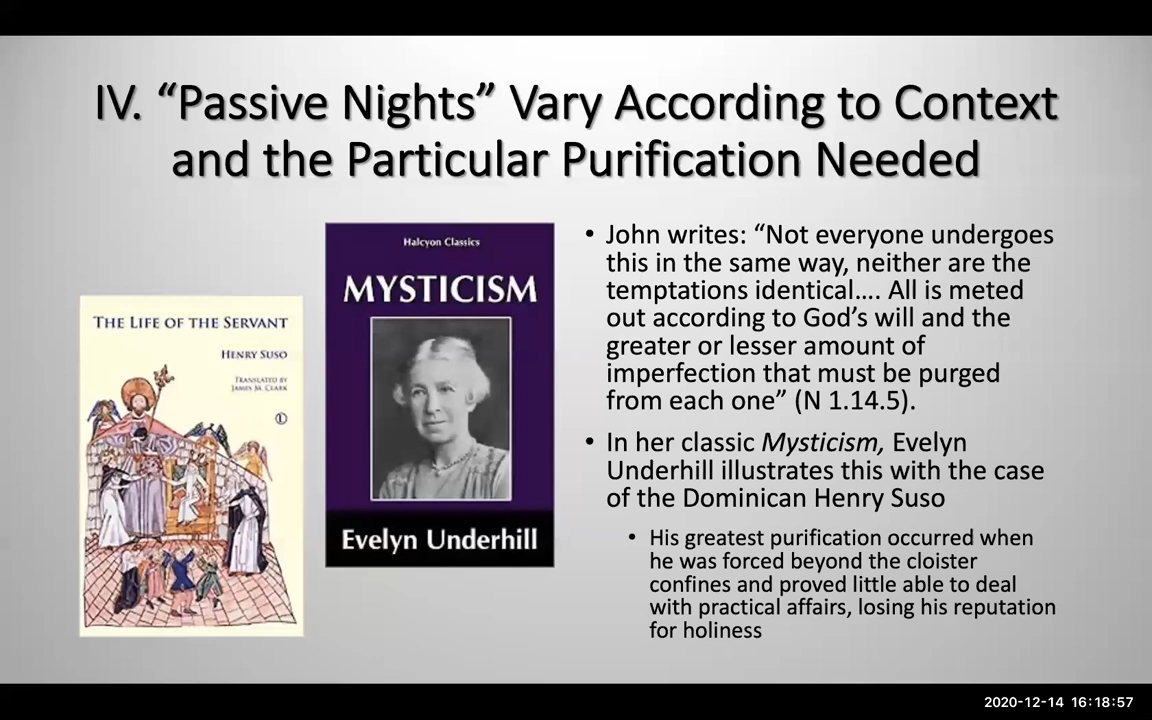 IV. “Passive Nights” Vary According to Context
and the Particular Purification Needed
THE LIFE OF THE SERVANT
HENRY SUSO
TRANSLATED BY
JAMES M. CLARK
Halcyon Classics
MYSTICISM
Evelyn Underhill
• John writes: “Not everyone undergoes
this in the same way, neither are the
temptations identical.... All is meted
out according to God’s will and the
greater or lesser amount of
imperfection that must be purged
from each one” (N 1.14.5).
• In her classic Mysticism, Evelyn
Underhill illustrates this with the case
of the Dominican Henry Suso
• His greatest purification occurred when
he was forced beyond the cloister
confines and proved little able to deal
with practical affairs, losing his reputation
for holiness
2020-12-14 16:18:57